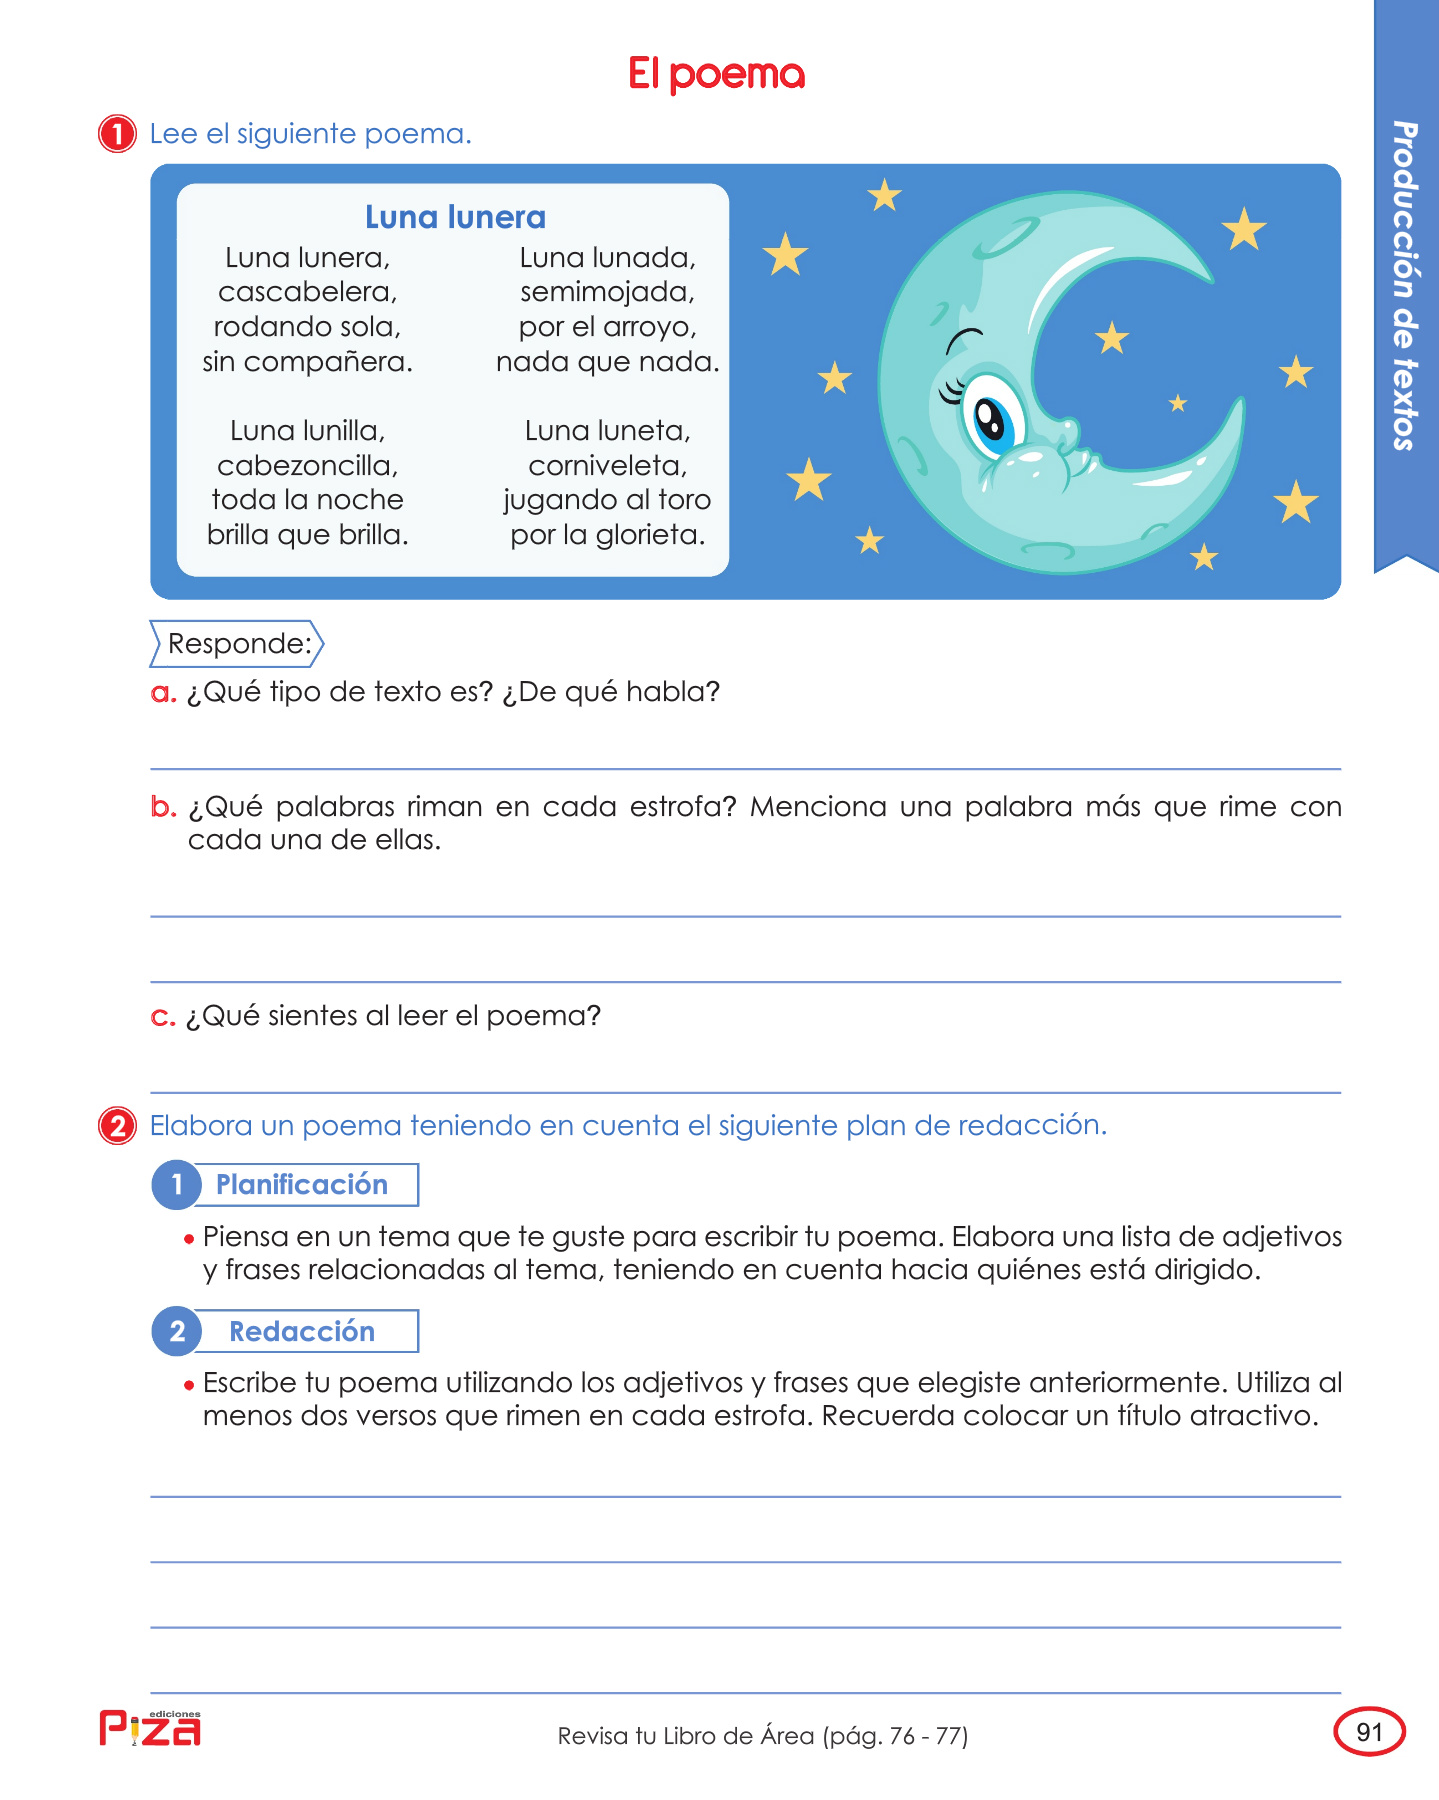 El poema
Producción de textos
1 Lee el siguiente poema.
Luna lunera
Luna lunera,
cascabelera,
rodando sola,
sin compañera.
Luna lunilla,
cabezoncilla,
toda la noche
brilla que brilla.
Luna lunada,
semimojada,
por el arroyo,
nada que nada.
Luna luneta,
corniveleta,
jugando al toro
por la glorieta.
Responde:
a. ¿Qué tipo de texto es? ¿De qué habla?
b. ¿Qué palabras riman en cada estrofa? Menciona una palabra más que rime con
cada una de ellas.
c. ¿Qué sientes al leer el poema?
2 Elabora un poema teniendo en cuenta el siguiente plan de redacción.
1 Planificación
• Piensa en un tema que te guste para escribir tu poema. Elabora una lista de adjetivos
y frases relacionadas al tema, teniendo en cuenta hacia quiénes está dirigido.
2 Redacción
• Escribe tu poema utilizando los adjetivos y frases que elegiste anteriormente. Utiliza al
menos dos versos que rimen en cada estrofa. Recuerda colocar un título atractivo.
ediciones
Piza
Revisa tu Libro de Área (pág. 76 - 77)
91